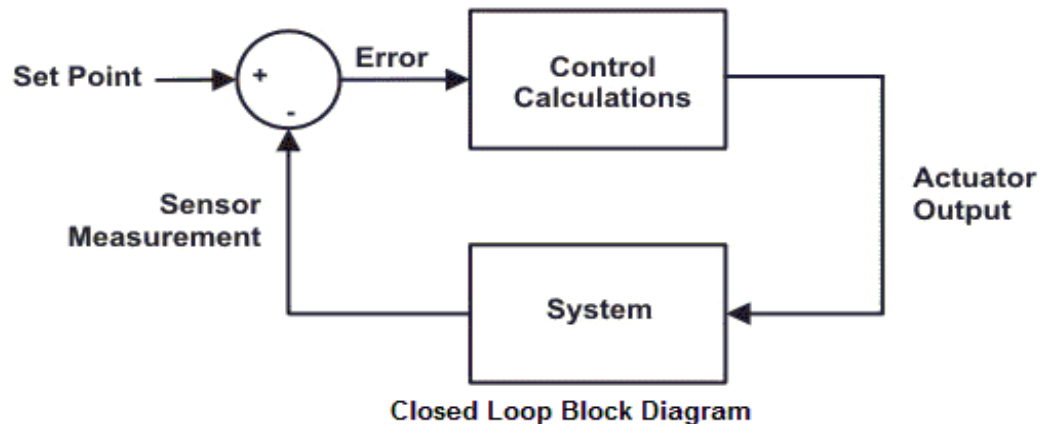 Set Point
+
-
Error
Control
Calculations
Actuator
Output
System
Sensor
Measurement
Closed Loop Block Diagram